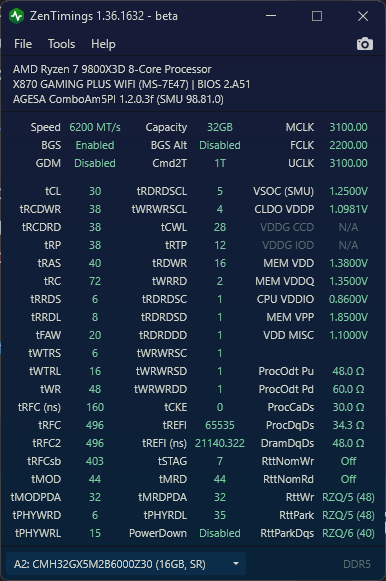 ZenTimings 1.36.1632 - beta
File Tools Help
AMD Ryzen 7 9800X3D 8-Core Processor
X870 GAMING PLUS WIFI (MS-7E47) | BIOS 2.A51
AGESA ComboAm5PI 1.2.0.3f (SMU 98.81.0)
Speed 6200 MT/s Capacity 32GB MCLK 3100.00
BGS Enabled BGS Alt Disabled FCLK 2200.00
GDM Disabled Cmd2T 1T UCLK 3100.00
tCL 30 tRDRDSCL 5 VSOC (SMU) 1.2500V
tRCDWR 38 tWRWRSCL 4 CLDO VDDP 1.0981V
tRCDRD 38 tCWL 28 VDDG CCD N/A
tRP 38 tRTP 12 VDDG IOD N/A
tRAS 40 tRDWR 16 MEM VDD 1.3800V
tRC 72 tWRRD 2 MEM VDDQ 1.3500V
tRRDS 6 tRDRDSC 1 CPU VDDIO 0.8600V
tRRDL 8 tRDRDSD 1 MEM VPP 1.8500V
tFAW 20 tRDRDDD 1 VDD MISC 1.1000V
tWTRS 6 tWRWRSC 1
tWTRL 16 tWRWRSD 1 ProcOdt Pu 48.0 Ω
tWR 48 tWRWRDD 1 ProcOdt Pd 60.0 Ω
tRFC (ns) 160 tCKE 0 ProcCaDs 30.0 Ω
tRFC 496 tREFI 65535 ProcDqDs 34.3 Ω
tRFC2 496 tREFI (ns) 21140.322 DramDqDs 48.0 Ω
tRFCsb 403 tSTAG 7 RttNomWr Off
tMOD 44 tMRD 44 RttNomRd Off
tMODPDA 32 tMRDPDA 32 RttWr RZQ/5 (48)
tPHYWRD 6 tPHYRDL 35 RttPark RZQ/5 (48)
tPHYWRL 15 PowerDown Disabled RttParkDqs RZQ/6 (40)
A2: CMH32GX5M2B6000Z30 (16GB, SR) DDR5